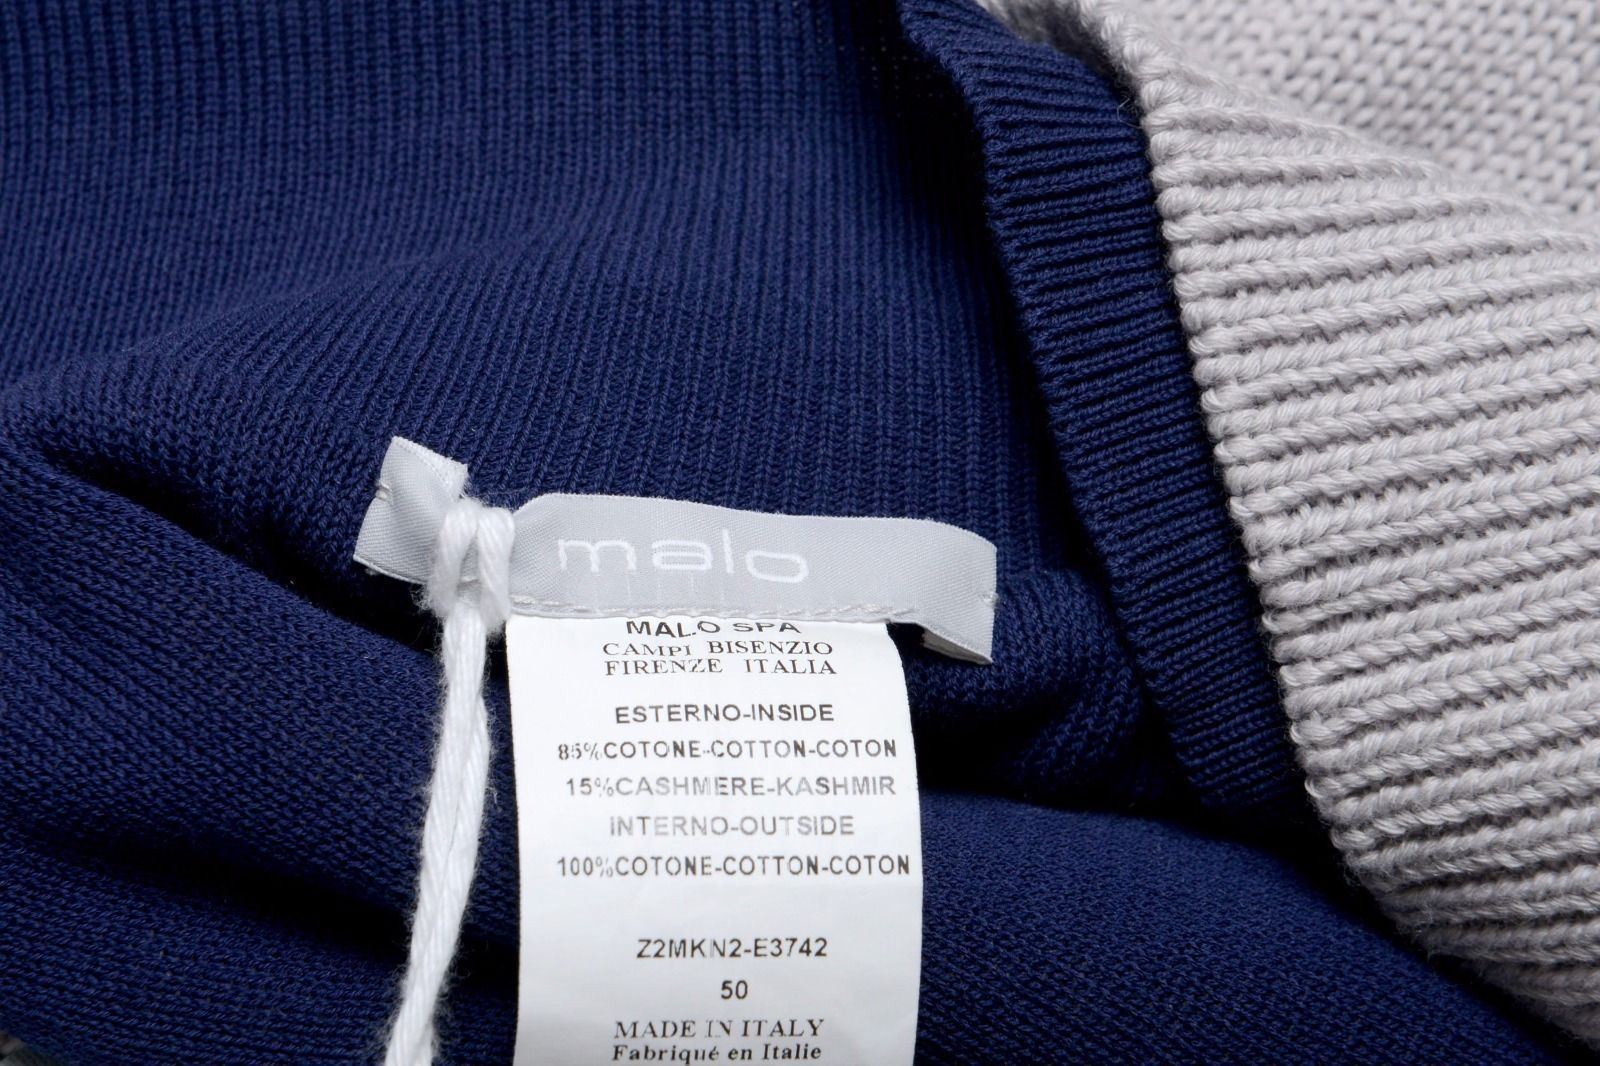 malo
MALO SPA
CAMPI BISENZIO
FIRENZE ITALIA
ESTERNO-INSIDE
85%COTONE-COTTON-COTON
15%CASHMERE-KASHMIR
INTERNO-OUTSIDE
100%COTONE-COTTON-COTON
Z2MKN2-E3742
50
MADE IN ITALY
Fabriqué en Italie